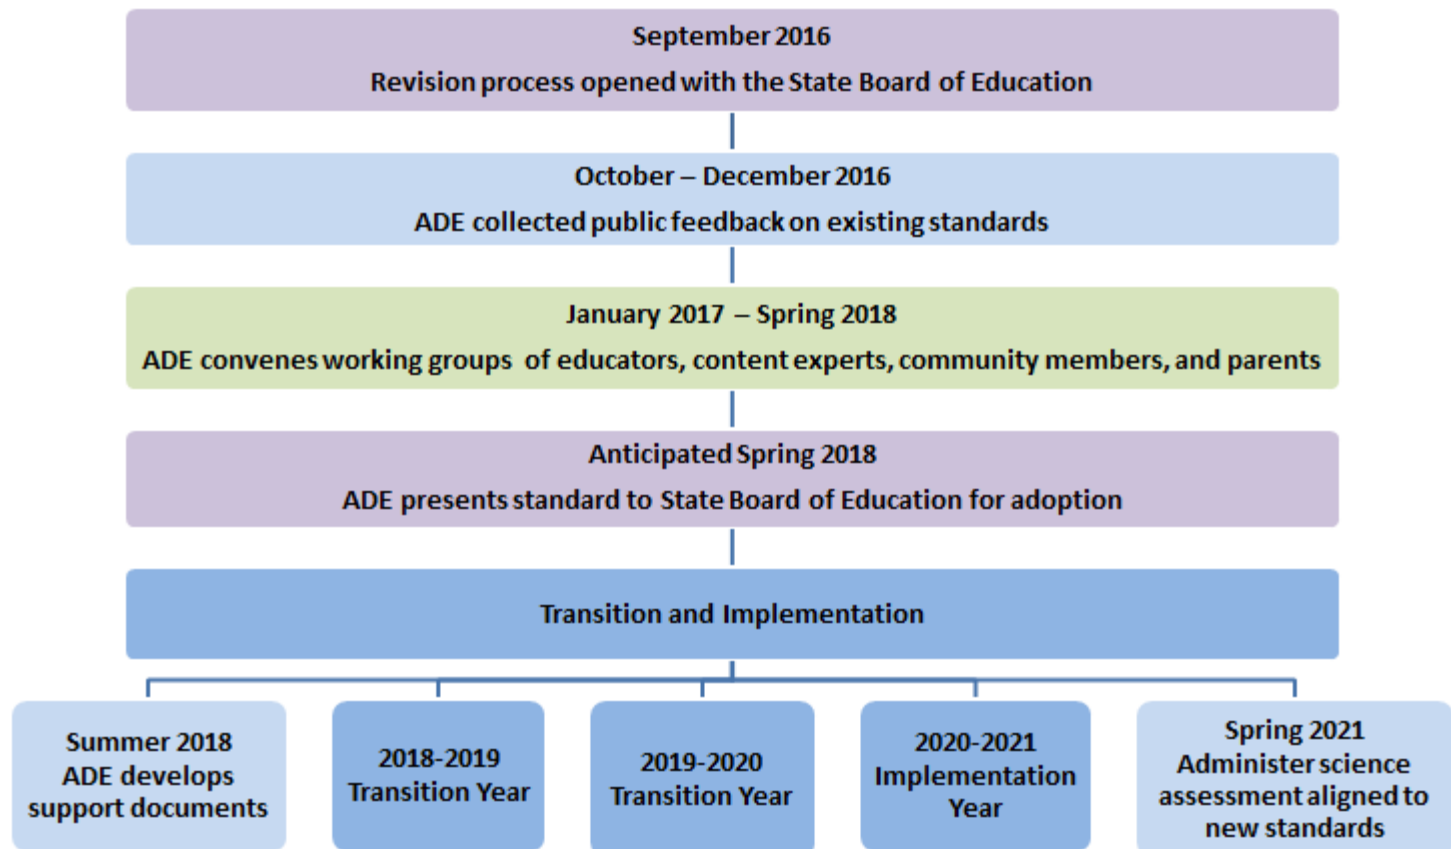 September 2016
Revision process opened with the State Board of Education
October – December 2016
ADE collected public feedback on existing standards
January 2017 – Spring 2018
ADE convenes working groups of educators, content experts, community members, and parents
Anticipated Spring 2018
ADE presents standard to State Board of Education for adoption
Transition and Implementation
Summer 2018
ADE develops
support documents
2018-2019
Transition Year
2019-2020
Transition Year
2020-2021
Implementation
Year
Spring 2021
Administer science
assessment aligned to
new standards